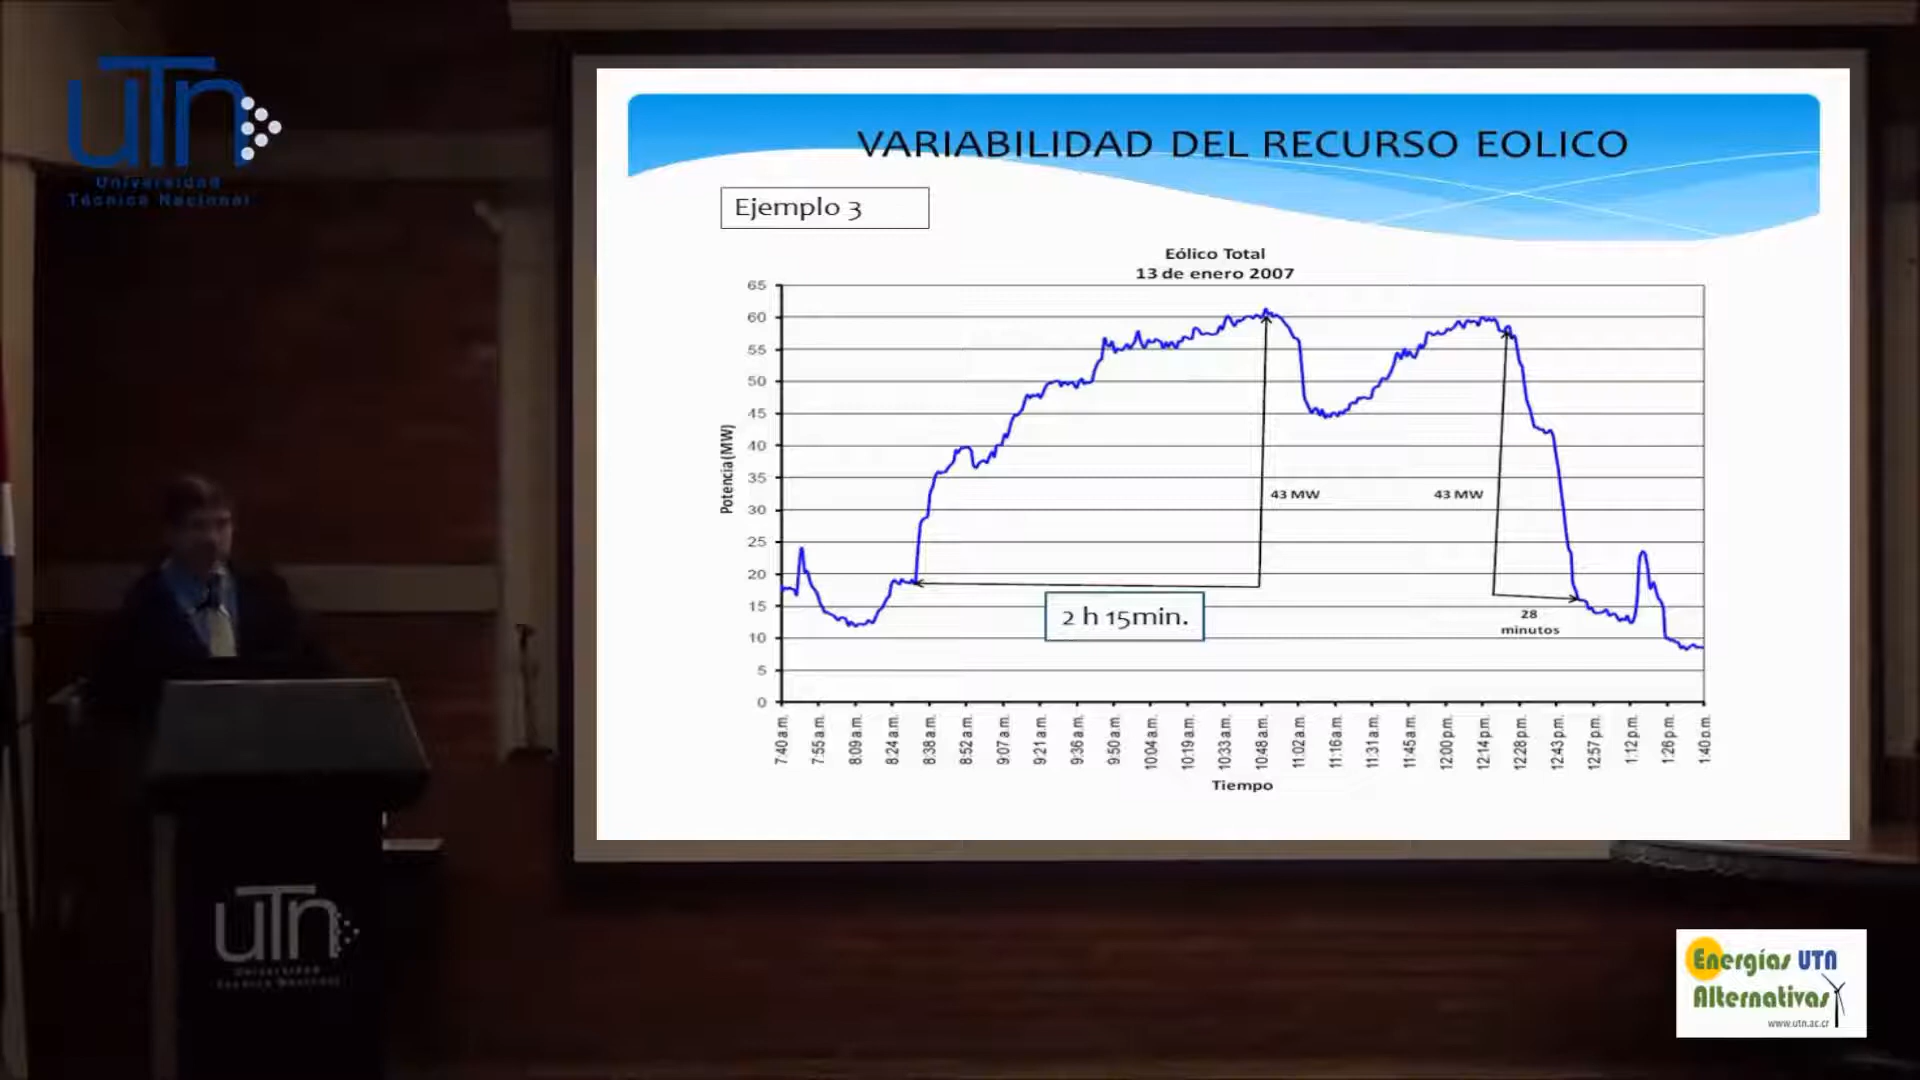 uTn
Universidad
Técnica Nacional
VARIABILIDAD DEL RECURSO EOLICO
Ejemplo 3
Eólico Total
13 de enero 2007
65
60
55
50
45
40
35
30
25
20
15
10
5
0
Potencia (MW)
43 MW
43 MW
2 h 15min.
28
minutos
7:40 a.m.
7:55 a.m.
8:09 a.m.
8:24 a.m.
8:38 a.m.
8:52 a.m.
9:07 a.m.
9:21 a.m.
9:36 a.m.
9:50 a.m.
10:04 a.m.
10:19 a.m.
10:33 a.m.
10:48 a.m.
11:02 a.m.
11:16 a.m.
11:31 a.m.
11:45 a.m.
12:00 p.m.
12:14 p.m.
12:28 p.m.
12:43 p.m.
12:57 p.m.
1:12 p.m.
1:26 p.m.
1:40 p.m.
Tiempo
uTn
Universidad
Técnica Nacional
Energías UTN
Alternativas
www.utn.ac.cr